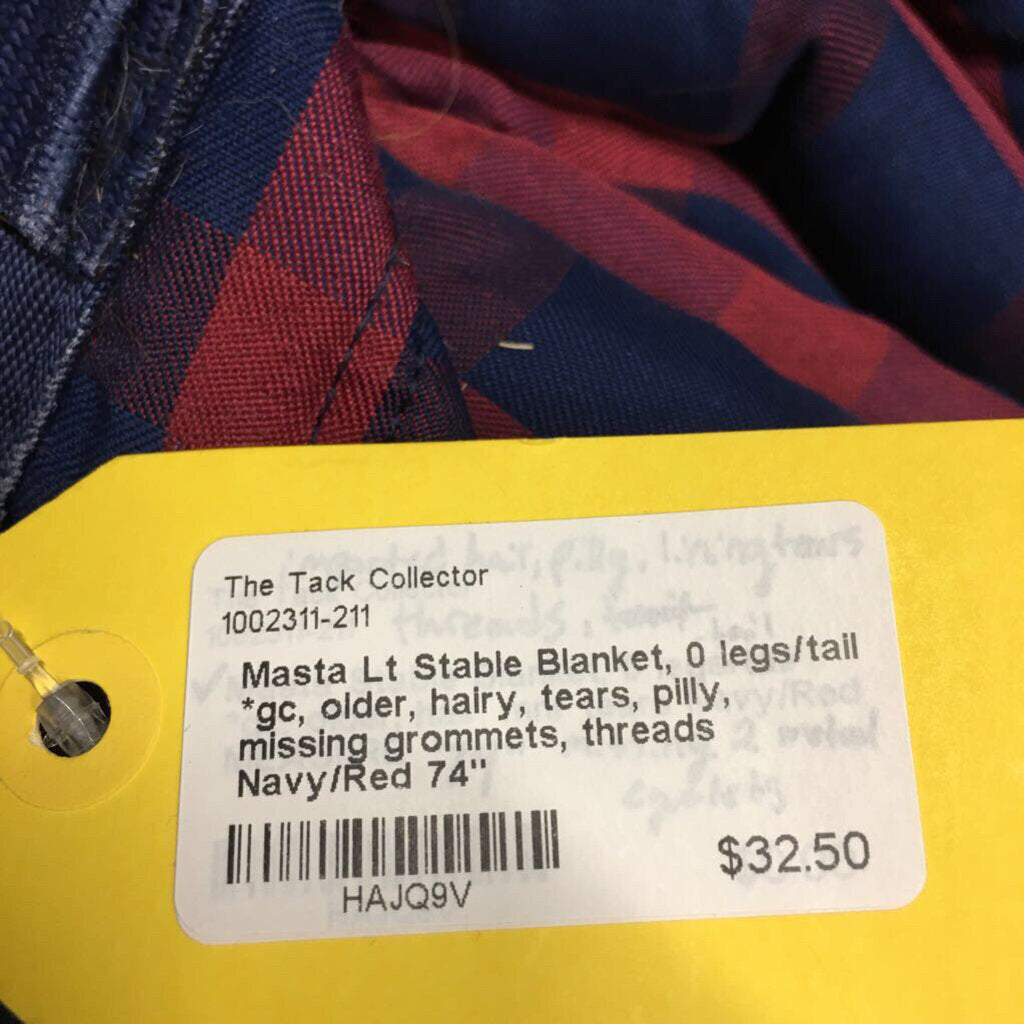 The Tack Collector
1002311-211
Masta Lt Stable Blanket, 0 legs/tail
*gc, older, hairy, tears, pilly,
missing grommets, threads
Navy/Red 74"
HAJQ9V
$32.50